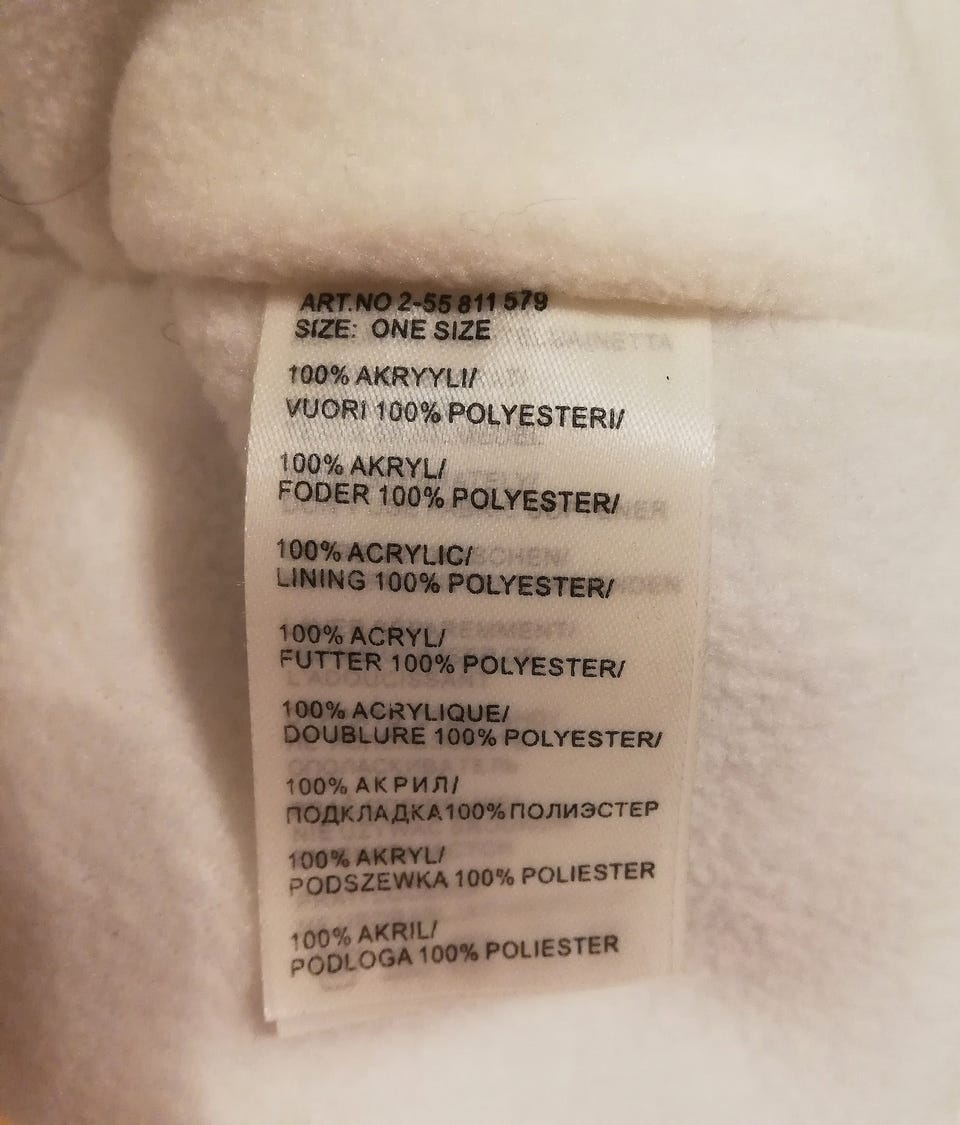 ART.NO 2-55 811 579
SIZE: ONE SIZE
100% AKRYYLI/
VUORI 100% POLYESTERI/
100% AKRYL/
FODER 100% POLYESTER/
100% ACRYLIC/
LINING 100% POLYESTER/
100% ACRYL/
FUTTER 100% POLYESTER/
100% ACRYLIQUE/
DOUBLURE 100% POLYESTER/
100% АКРИЛ/
ПОДКЛАДКА100% ПОЛИЭСТЕР
100% AKRYL/
PODSZEWKA 100% POLIESTER
100% AKRIL/
PODLOGA 100% POLIESTER